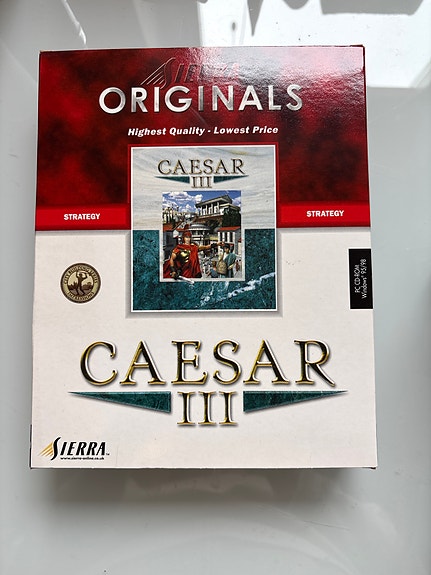 SIERRA
ORIGINALS
Highest Quality - Lowest Price
CAESAR
III
STRATEGY
STRATEGY
PC CD-ROM
Windows® 95/98
CAESAR
III
SIERRA™
www.sierra-online.co.uk